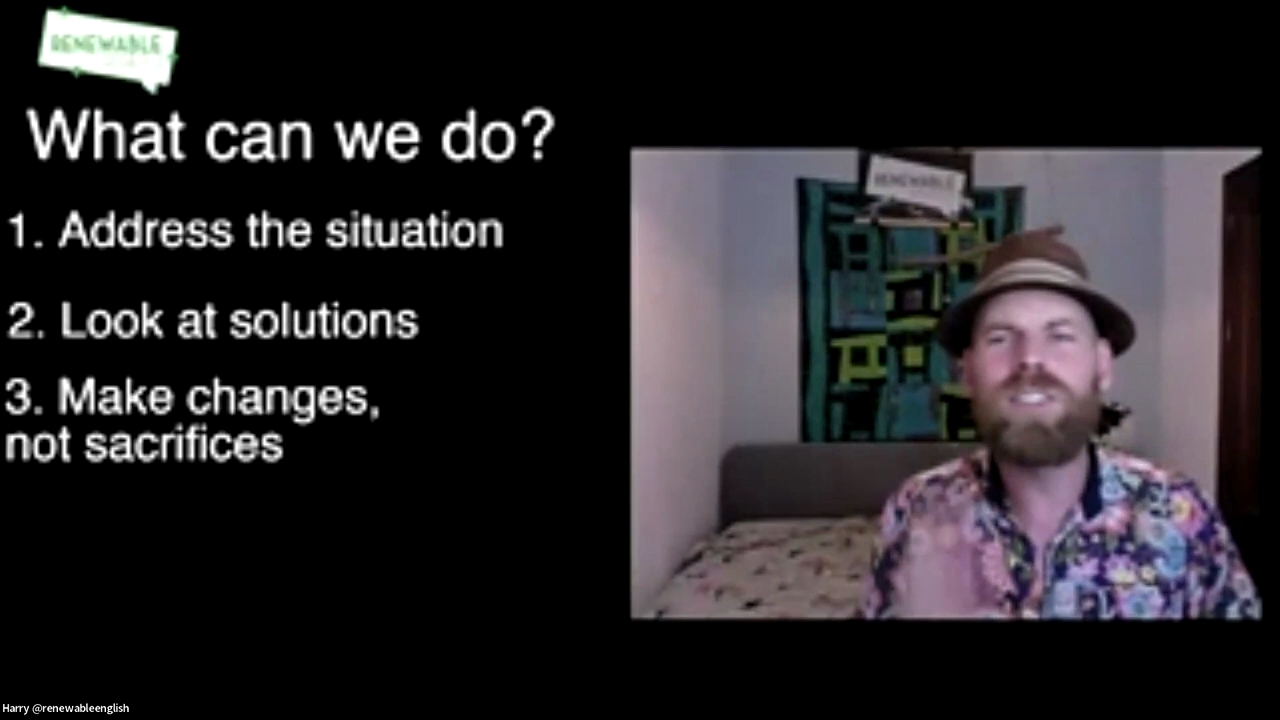 RENEWABLE
What can we do?
1. Address the situation
2. Look at solutions
3. Make changes,
not sacrifices
RENEWABLE
Harry @renewableenglish